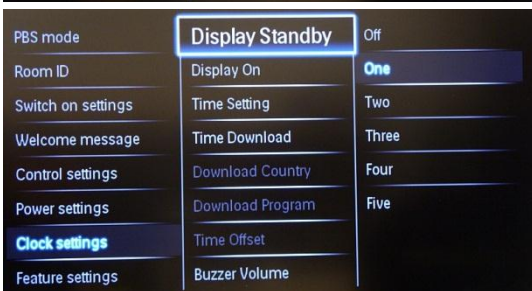 PBS mode
Room ID
Switch on settings
Welcome message
Control settings
Power settings
Clock settings
Feature settings
Display Standby
Display On
Time Setting
Time Download
Download Country
Download Program
Time Offset
Buzzer Volume
Off
One
Two
Three
Four
Five